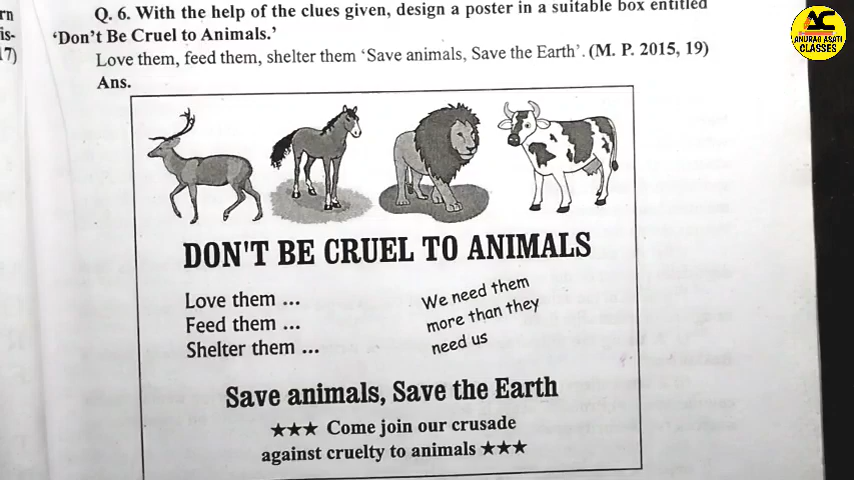 rn
is-
17)
Q. 6. With the help of the clues given, design a poster in a suitable box entitled
‘Don’t Be Cruel to Animals.’
Love them, feed them, shelter them ‘Save animals, Save the Earth’. (M. P. 2015, 19)
Ans.
DON'T BE CRUEL TO ANIMALS
Love them ...
Feed them ...
Shelter them ...
We need them
more than they
need us
Save animals, Save the Earth
★★★ Come join our crusade
against cruelty to animals ★★★
AC
ANURAG ASATI
CLASSES